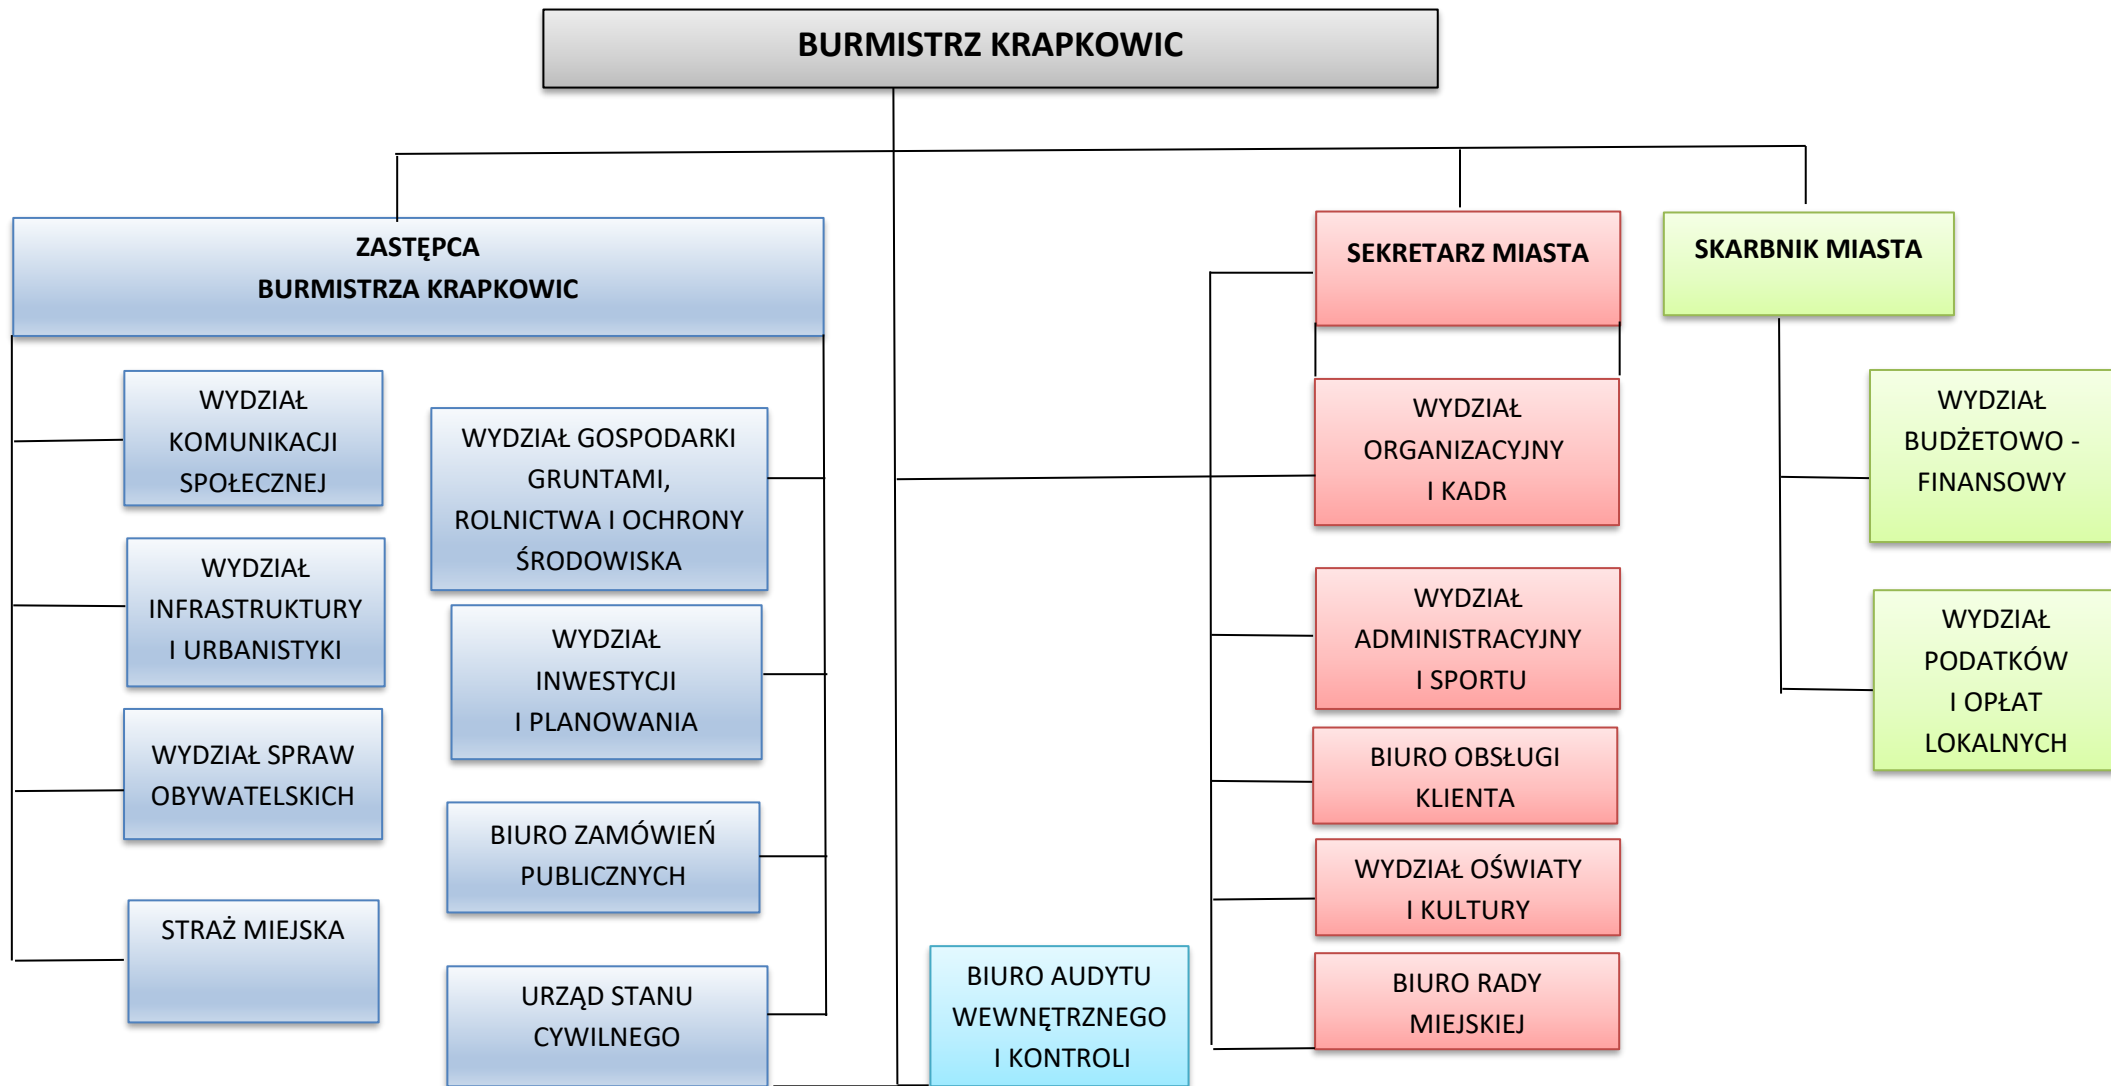 BURMISTRZ KRAPKOWIC
ZASTĘPCA
BURMISTRZA KRAPKOWIC
SEKRETARZ MIASTA
SKARBNIK MIASTA
WYDZIAŁ
KOMUNIKACJI
SPOŁECZNEJ
WYDZIAŁ
INFRASTRUKTURY
I URBANISTYKI
WYDZIAŁ SPRAW
OBYWATELSKICH
STRAŻ MIEJSKA
WYDZIAŁ GOSPODARKI
GRUNTAMI,
ROLNICTWA I OCHRONY
ŚRODOWISKA
WYDZIAŁ
INWESTYCJI
I PLANOWANIA
BIURO ZAMÓWIEŃ
PUBLICZNYCH
URZĄD STANU
CYWILNEGO
BIURO AUDYTU
WEWNĘTRZNEGO
I KONTROLI
WYDZIAŁ
ORGANIZACYJNY
I KADR
WYDZIAŁ
ADMINISTRACYJNY
I SPORTU
BIURO OBSŁUGI
KLIENTA
WYDZIAŁ OŚWIATY
I KULTURY
BIURO RADY
MIEJSKIEJ
WYDZIAŁ
BUDŻETOWO -
FINANSOWY
WYDZIAŁ
PODATKÓW
I OPŁAT
LOKALNYCH